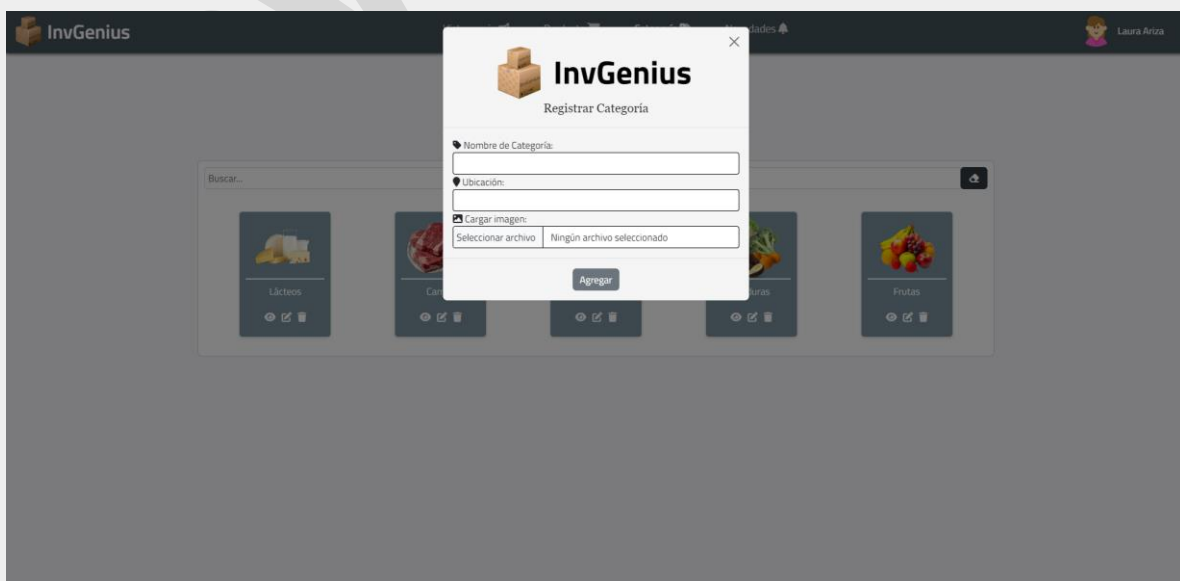 InvGenius
dades
Laura Ariza
InvGenius
Registrar Categoría
Nombre de Categoría:
Ubicación:
Cargar imagen:
Seleccionar archivo Ningún archivo seleccionado
Agregar
Buscar...
Lácteos
Frutas